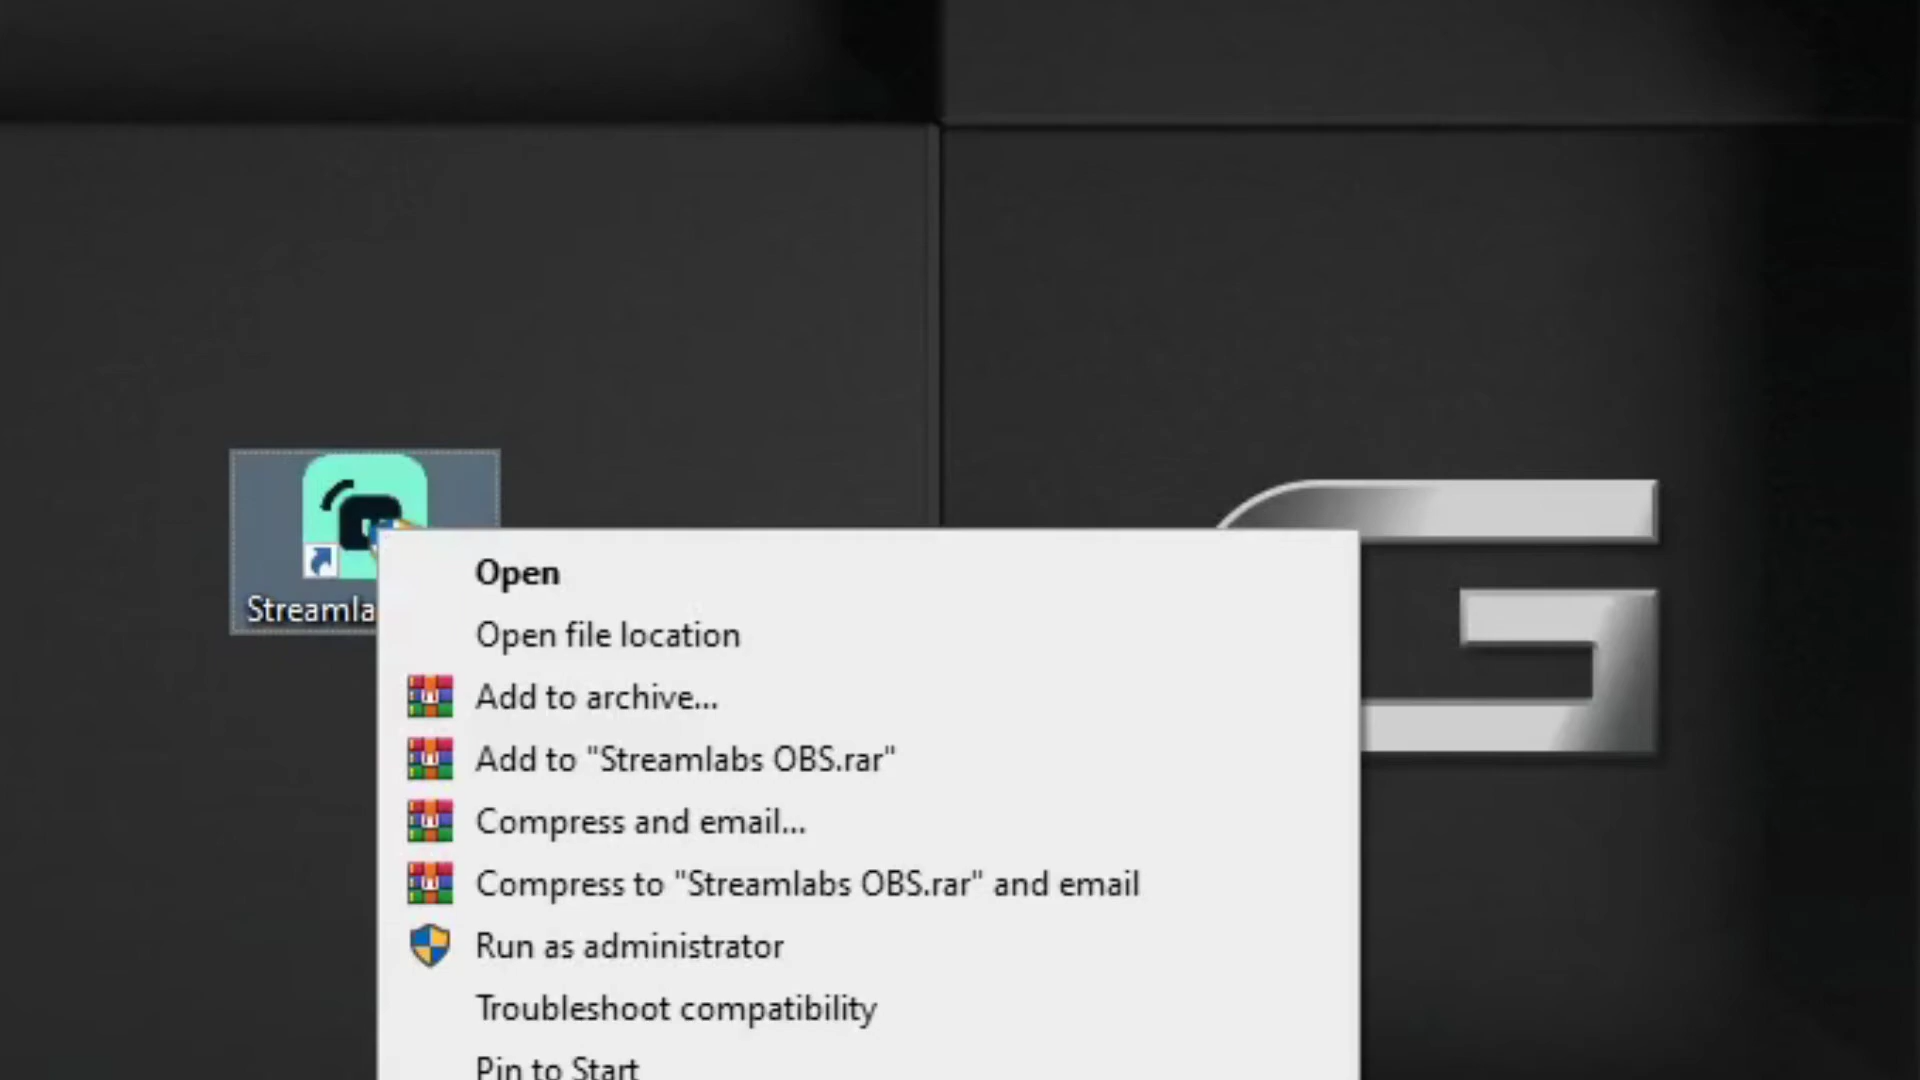 Streamla
Open
Open file location
Add to archive...
Add to "Streamlabs OBS.rar"
Compress and email...
Compress to "Streamlabs OBS.rar" and email
Run as administrator
Troubleshoot compatibility
Pin to Start